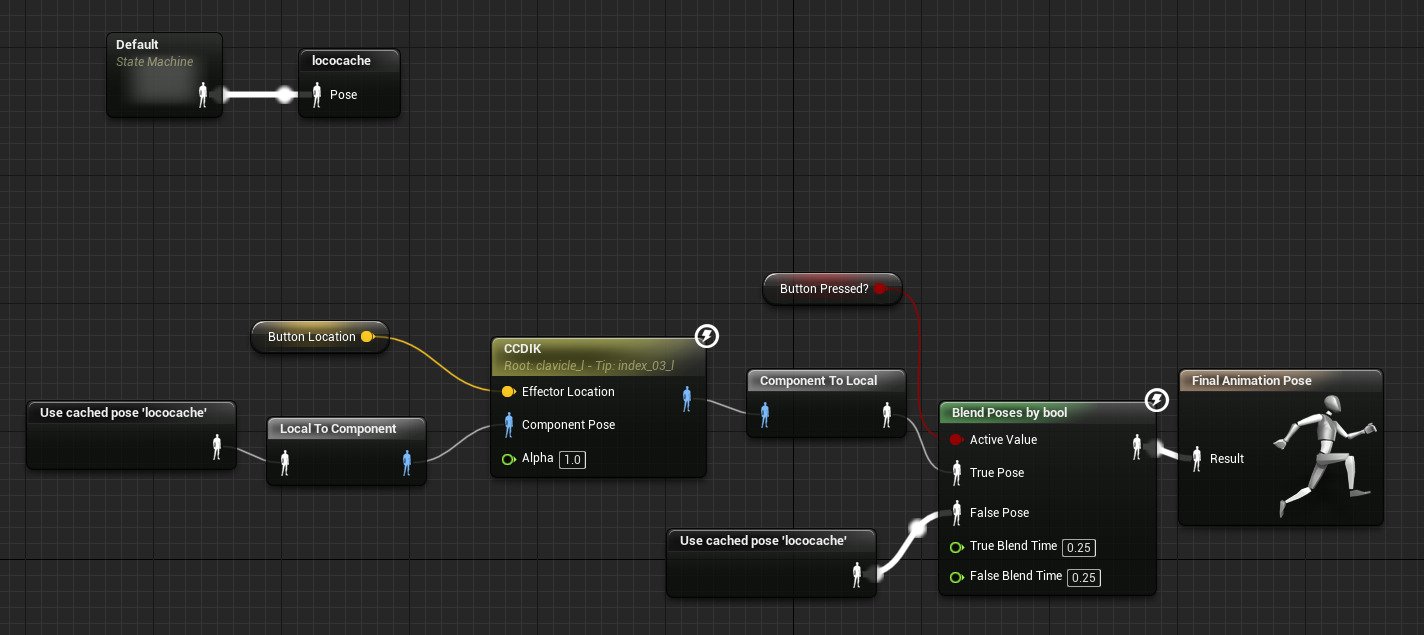 Default
State Machine
lococache
Pose
Button Pressed?
Button Location
CCDIK
Root: clavicle_l - Tip: index_03_l
Effector Location
Component Pose
Alpha 1.0
Use cached pose 'lococache'
Local To Component
Component To Local
Blend Poses by bool
Active Value
True Pose
False Pose
True Blend Time 0.25
False Blend Time 0.25
Use cached pose 'lococache'
Final Animation Pose
Result